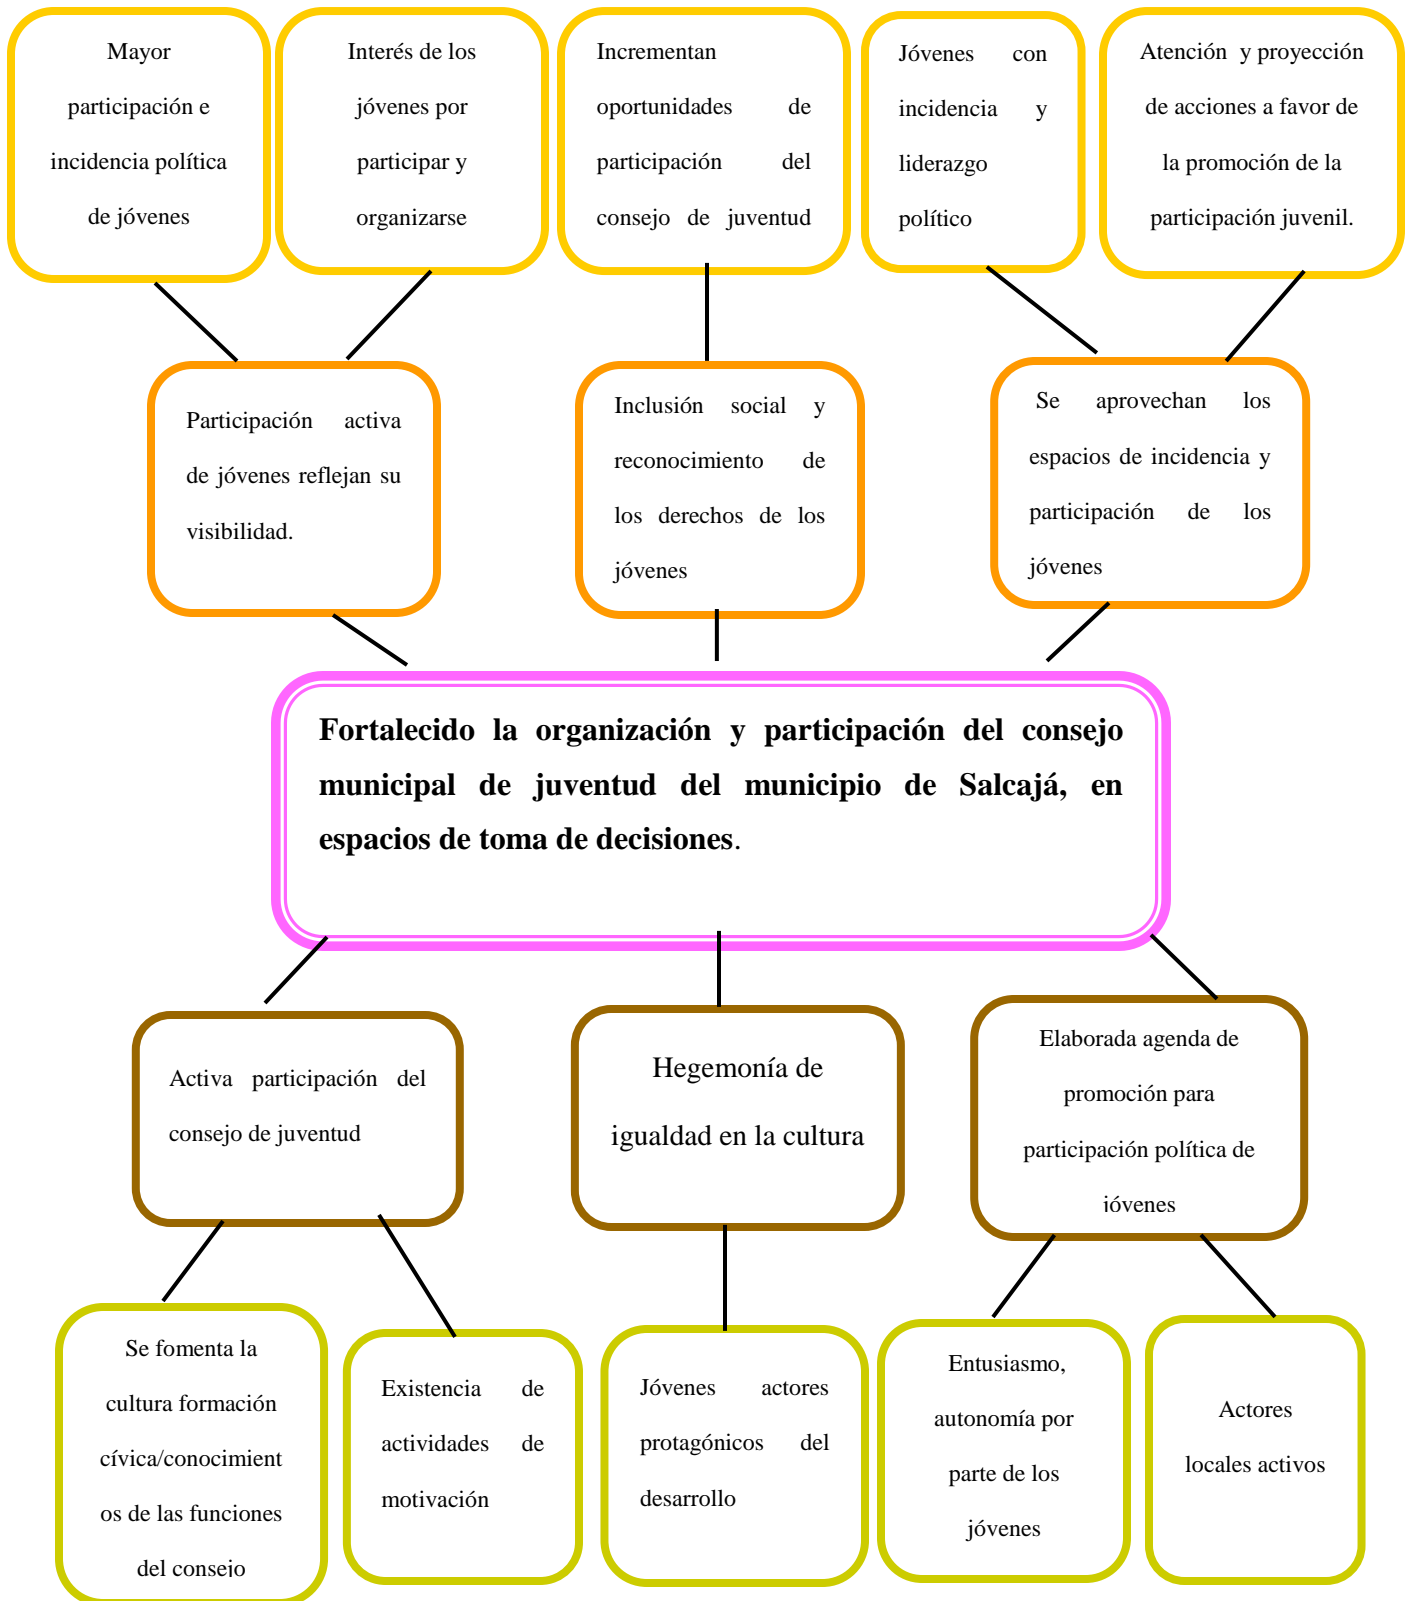 Mayor
participación e
incidencia política
de jóvenes
Interés de los
jóvenes por
participar y
organizarse
Incrementan
oportunidades de
participación del
consejo de juventud
Jóvenes con
incidencia y
liderazgo
político
Atención y proyección
de acciones a favor de
la promoción de la
participación juvenil.
Participación activa
de jóvenes reflejan su
visibilidad.
Inclusión social y
reconocimiento de
los derechos de los
jóvenes
Se aprovechan los
espacios de incidencia y
participación de los
jóvenes
Fortalecido la organización y participación del consejo
municipal de juventud del municipio de Salcajá, en
espacios de toma de decisiones.
Activa participación del
consejo de juventud
Hegemonía de
igualdad en la cultura
Elaborada agenda de
promoción para
participación política de
jóvenes
Se fomenta la
cultura formación
cívica/conocimient
os de las funciones
del consejo
Existencia de
actividades de
motivación
Jóvenes actores
protagónicos del
desarrollo
Entusiasmo,
autonomía por
parte de los
jóvenes
Actores
locales activos